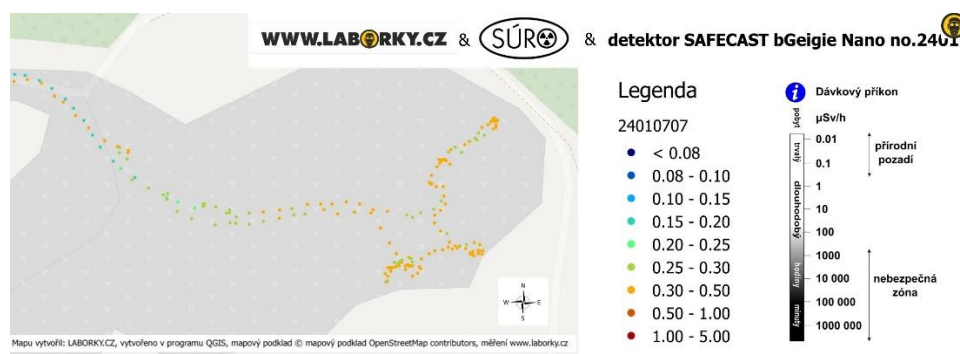 WWW.LABORKY.CZ & SÚRO & detektor SAFECAST bGeigie Nano no.2401
Legenda
24010707
< 0.08
0.08 - 0.10
0.10 - 0.15
0.15 - 0.20
0.20 - 0.25
0.25 - 0.30
0.30 - 0.50
0.50 - 1.00
1.00 - 5.00
i Dávkový příkon
pobyt µSv/h
0.01
0.1
1
10
100
1000
10 000
100 000
1000 000
trvalý
dlouhodobý
hodiny
minuty
přírodní
pozadí
nebezpečná
zóna
N
W E
S
Mapu vytvořil: LABORKY.CZ, vytvořeno v programu QGIS, mapový podklad © mapový podklad OpenStreetMap contributors, měření www.laborky.cz